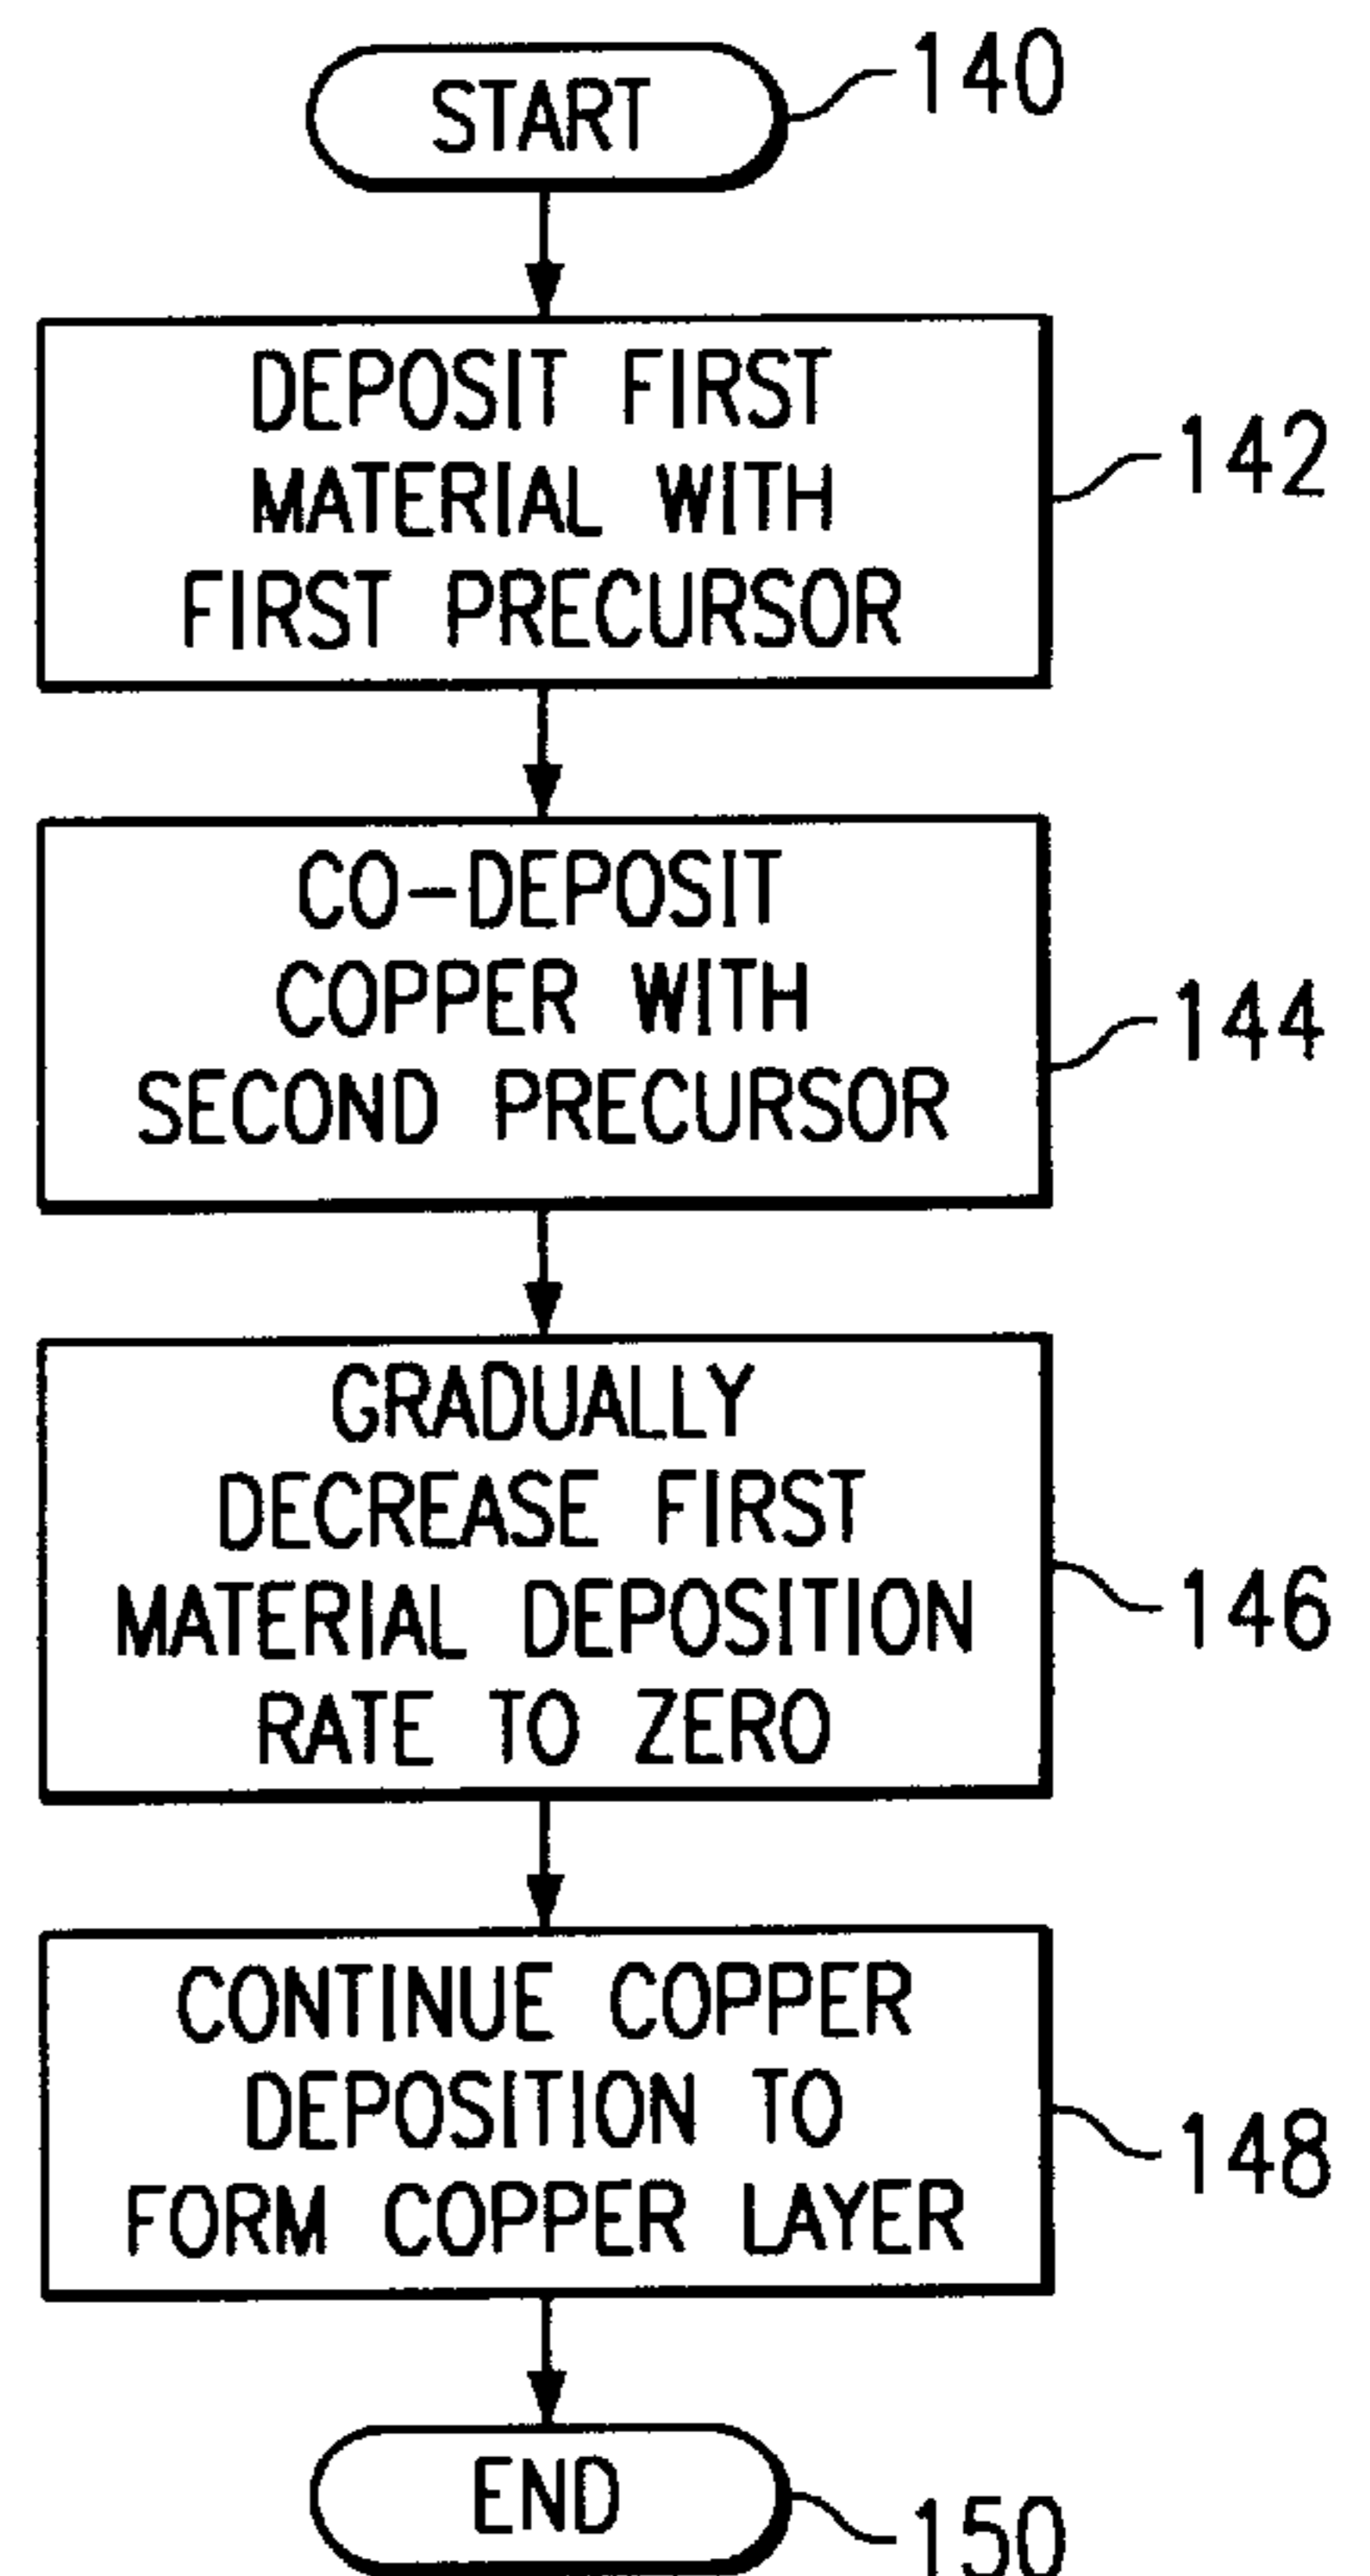 START
140
DEPOSIT FIRST
MATERIAL WITH
FIRST PRECURSOR
142
CO-DEPOSIT
COPPER WITH
SECOND PRECURSOR
144
GRADUALLY
DECREASE FIRST
MATERIAL DEPOSITION
RATE TO ZERO
146
CONTINUE COPPER
DEPOSITION TO
FORM COPPER LAYER
148
END
150